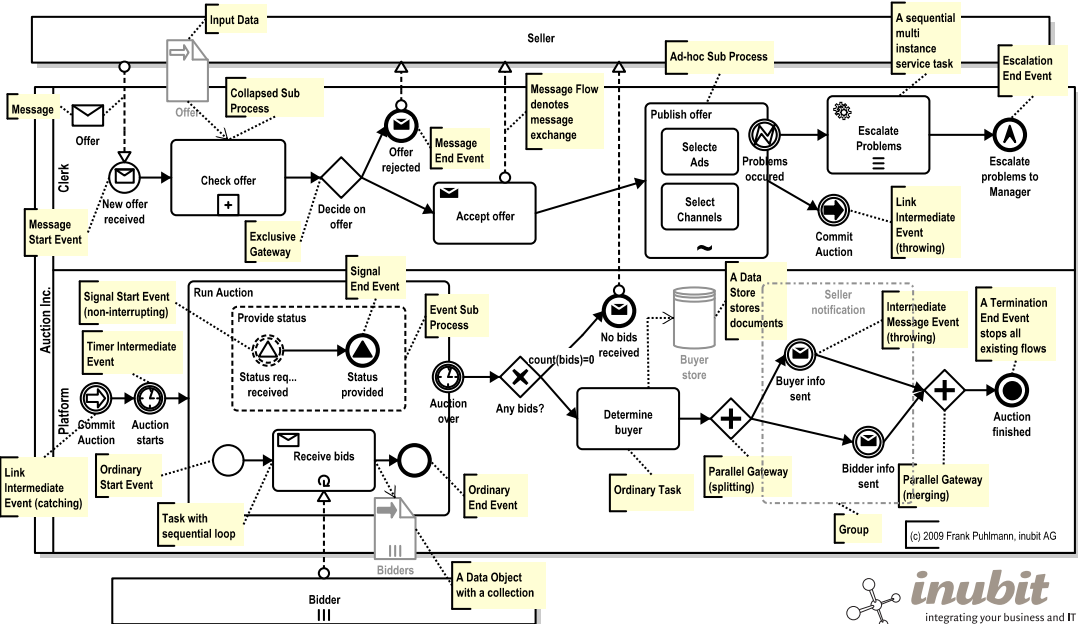 Input Data
Seller
A sequential
multi
instance
service task
Ad-hoc Sub Process
Escalation
End Event
Message
Offer
Offer
Collapsed Sub
Process
Message Flow
denotes
message
exchange
Publish offer
Selecte
Ads
Select
Channels
~
Problems
occured
Escalate
Problems
Escalate
problems to
Manager
Clerk
New offer
received
Check offer
+
Decide on
offer
Offer
rejected
Message
End Event
Accept offer
Message
Start Event
Exclusive
Gateway
Commit
Auction
Link
Intermediate
Event
(throwing)
Auction Inc.
Platform
Signal Start Event
(non-interrupting)
Timer Intermediate
Event
Run Auction
Signal
End Event
Provide status
Status req...
received
Status
provided
Event Sub
Process
Commit
Auction
Auction
starts
Auction
over
Any bids?
count(bids)=0
No bids
received
Buyer
store
A Data
Store
stores
documents
Seller
notification
Intermediate
Message Event
(throwing)
A Termination
End Event
stops all
existing flows
Buyer info
sent
Determine
buyer
Bidder info
sent
Auction
finished
Link
Intermediate
Event (catching)
Ordinary
Start Event
Receive bids
Task with
sequential loop
Ordinary
End Event
Ordinary Task
Parallel Gateway
(splitting)
Parallel Gateway
(merging)
Group
(c) 2009 Frank Puhlmann, inubit AG
Bidders
A Data Object
with a collection
Bidder
inubit
integrating your business and IT